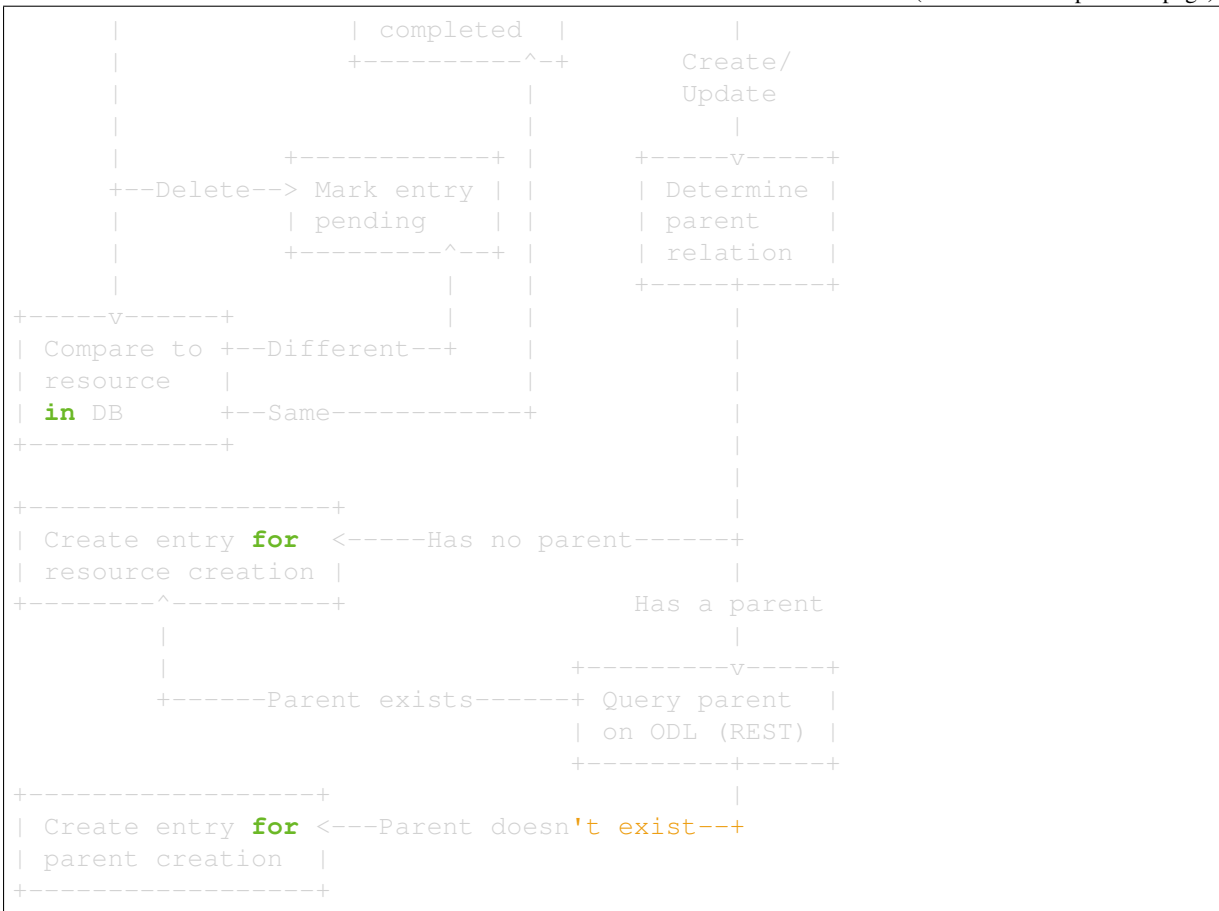 |              | completed  |          |
      |              +----------^-+       Create/
      |                         |         Update
      |                         |            |
      |          +------------+ |      +-----v-----+
      +--Delete--> Mark entry | |      | Determine |
      |          | pending    | |      | parent    |
      |          +---------^--+ |      | relation  |
      |                    |    |      +-----+-----+
+-----v------+             |    |            |
| Compare to +--Different--+    |            |
| resource   |                  |            |
| in DB      +--Same------------+            |
+------------+                               |
                                             |
+-------------------+                        |
| Create entry for  <-----Has no parent------+
| resource creation |                        |
+--------^----------+                  Has a parent
         |                                   |
         |                         +---------v-----+
         +------Parent exists------+ Query parent  |
                                   | on ODL (REST) |
                                   +---------+-----+
+------------------+                         |
| Create entry for <---Parent doesn't exist--+
| parent creation  |
+------------------+